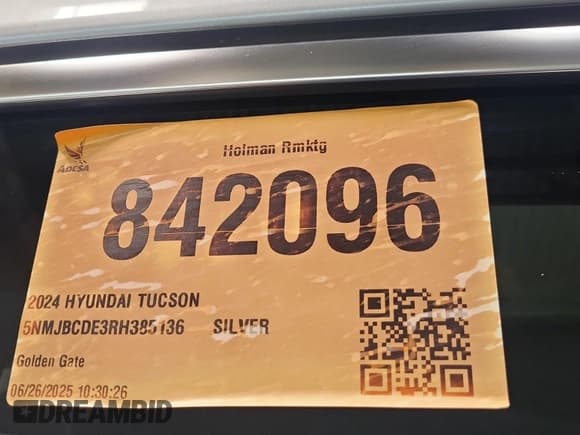 ADESA
Holman Rmktg
842096
2024 HYUNDAI TUCSON
5NMJBCDE3RH385136 SILVER
Golden Gate
06/26/2025 10:30:26
DREAMBID